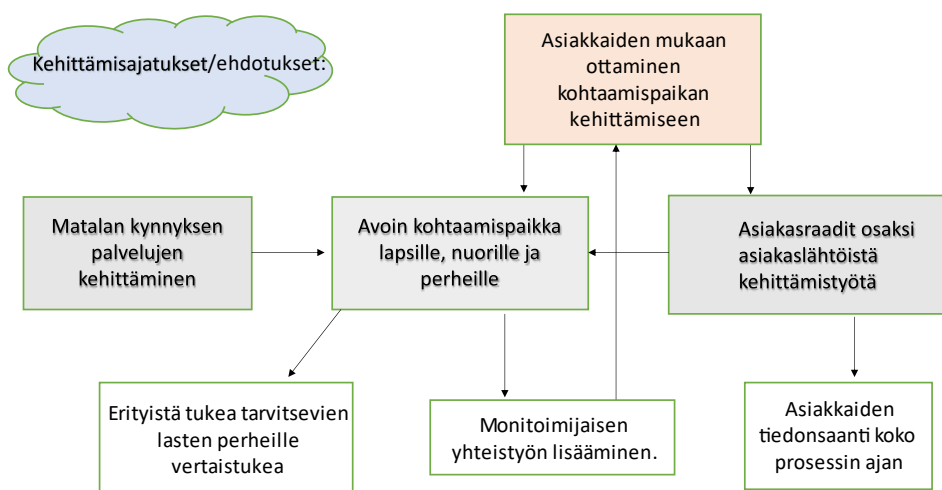 Kehittämisajatukset/ehdotukset:
Asiakkaiden mukaan
ottaminen
kohtaamispaikan
kehittämiseen
Matalan kynnyksen
palvelujen
kehittäminen
Avoin kohtaamispaikka
lapsille, nuorille ja
perheille
Asiakasraadit osaksi
asiakaslähtöistä
kehittämistyötä
Erityistä tukea tarvitsevien
lasten perheille
vertaistukea
Monitoimijaisen
yhteistyön lisääminen.
Asiakkaiden
tiedonsaanti koko
prosessin ajan